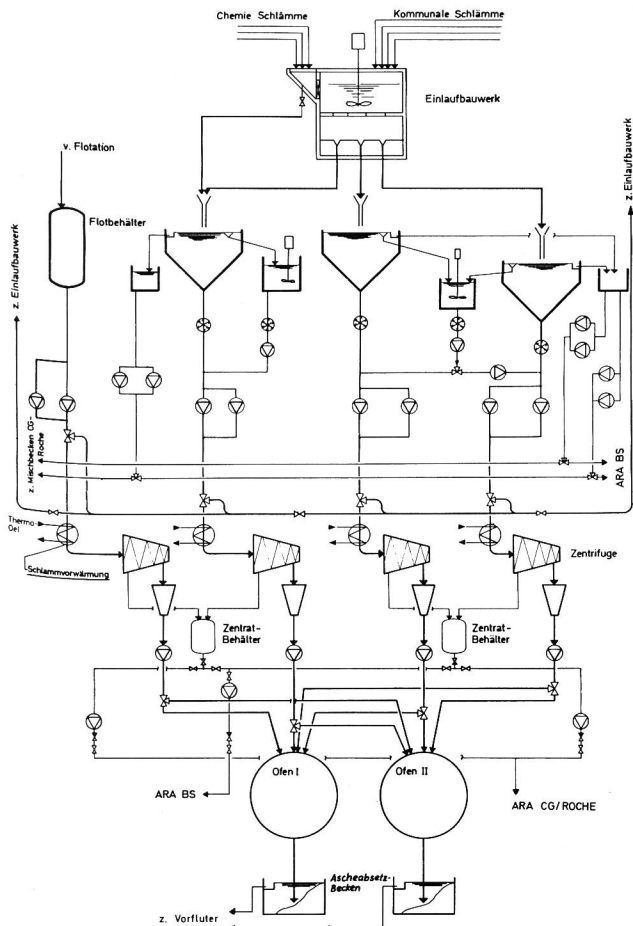 Chemie Schlämme
Kommunale Schlämme
Einlaufbauwerk
v. Flotation
Flotbehälter
z. Einlaufbauwerk
z. Einlaufbauwerk
z. Mischbecken CG-
Roche
ARA BS
Thermo-
Oel
Schlammvorwärmung
Zentrifuge
Zentrat-
Behälter
Zentrat-
Behälter
Ofen I
Ofen II
ARA BS
ARA CG/ROCHE
Ascheabsetz-
Becken
z. Vorfluter